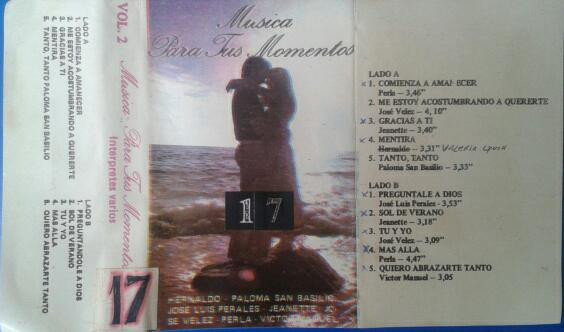 LADO A
1. COMIENZA A AMANECER
2. ME ESTOY ACOSTUMBRANDO A QUERERTE
3. GRACIAS A TI
4. MENTIRA
5. TANTO, TANTO PALOMA SAN BASILIO
LADO B
1. PREGUNTANDOLE A DIOS
2. SOL DE VERANO
3. TU Y YO
4. MAS ALLA
5. QUIERO ABRAZARTE TANTO
VOL. 2 Musica Para Tus Momentos
Interpretes varios
17
Musica
Para Tus Momentos
17
HERNALDO - PALOMA SAN BASILIO
JOSE LUIS PERALES - JEANETTE JO
SE VELEZ - PERLA - VICTOR MANUEL
LADO A
x 1. COMIENZA A AMANECER
Perla – 3,46"
2. ME ESTOY ACOSTUMBRANDO A QUERERTE
José Velez – 4, 10"
x 3. GRACIAS A TI
Jeanette – 3,40"
x 4. MENTIRA
Hernaldo – 3,31" VALERIA
5. TANTO, TANTO
Paloma San Basilio – 3,33"
LADO B
x 1. PREGUNTALE A DIOS
José Luis Perales - 3,53"
x 2. SOL DE VERANO
Jeanette – 3,18"
x 3. TU Y YO
José Velez – 3,09"
x 4. MAS ALLA
Perla – 4,47"
x 5. QUIERO ABRAZARTE TANTO
Víctor Manuel – 3,05